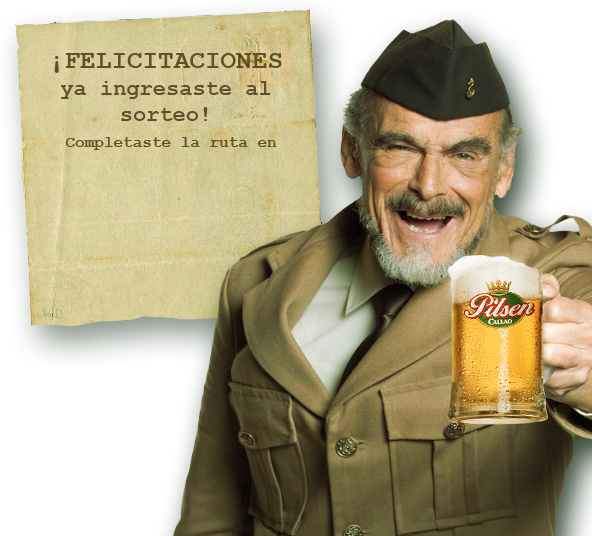 ¡FELICITACIONES
ya ingresaste al
sorteo!
Completaste la ruta en
Pilsen
CALLAO